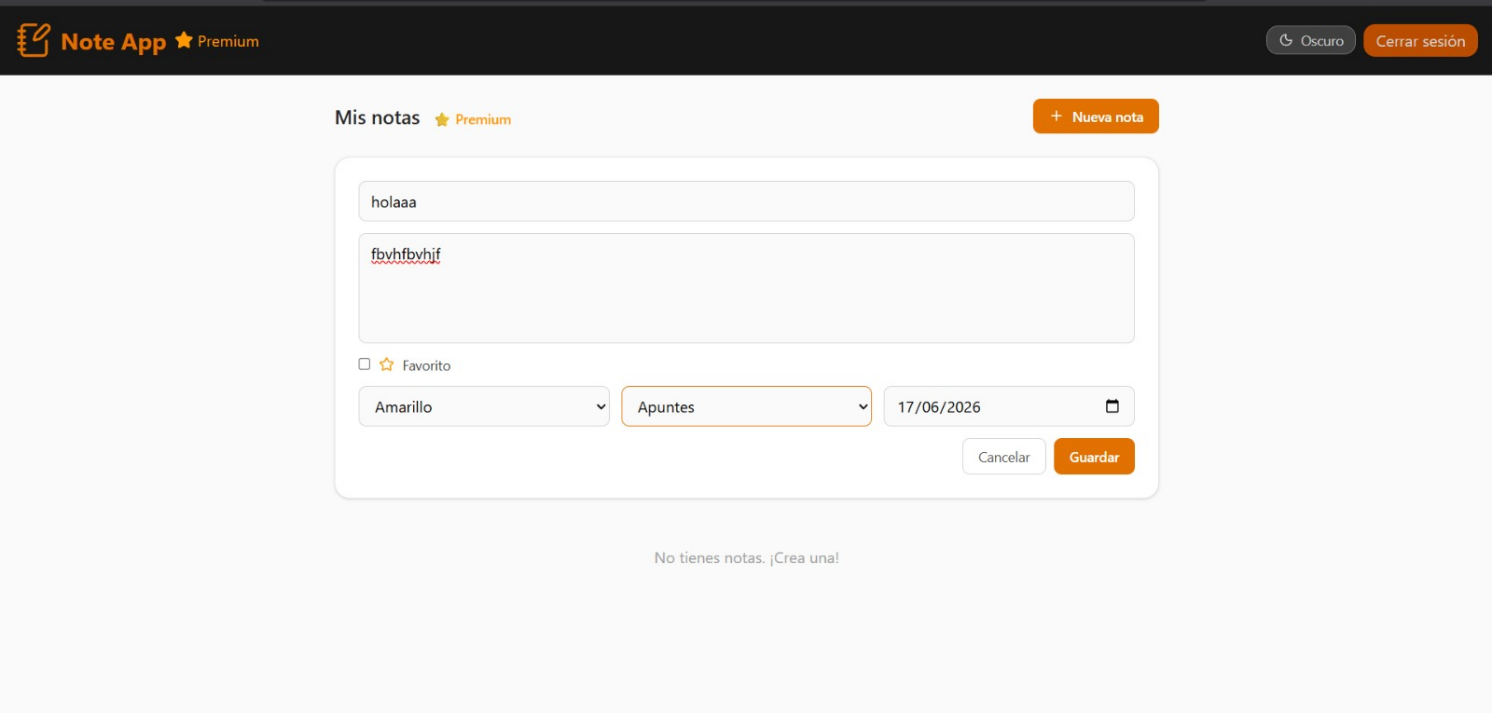 Note App Premium
Oscuro
Cerrar sesión
Mis notas Premium
+ Nueva nota
holaaa
fbvhfbvhjf
Favorito
Amarillo
Apuntes
17/06/2026
Cancelar
Guardar
No tienes notas. ¡Crea una!